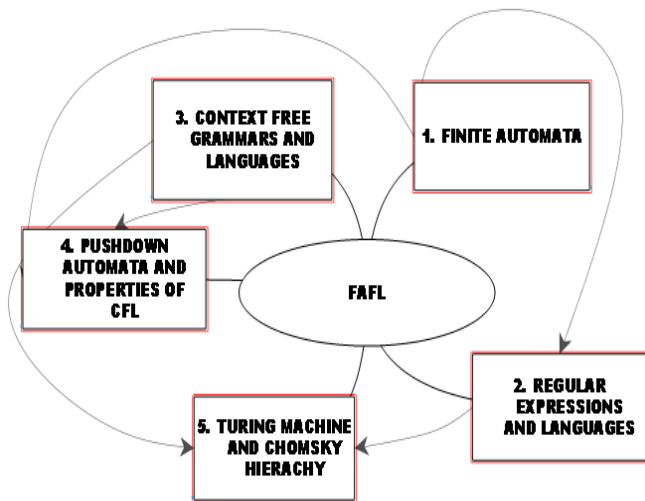 3. CONTEXT FREE
GRAMMARS AND
LANGUAGES
1. FINITE AUTOMATA
4. PUSHDOWN
AUTOMATA AND
PROPERTIES OF
CFL
FAFL
2. REGULAR
EXPRESSIONS
AND LANGUAGES
5. TURING MACHINE
AND CHOMSKY
HIERACHY